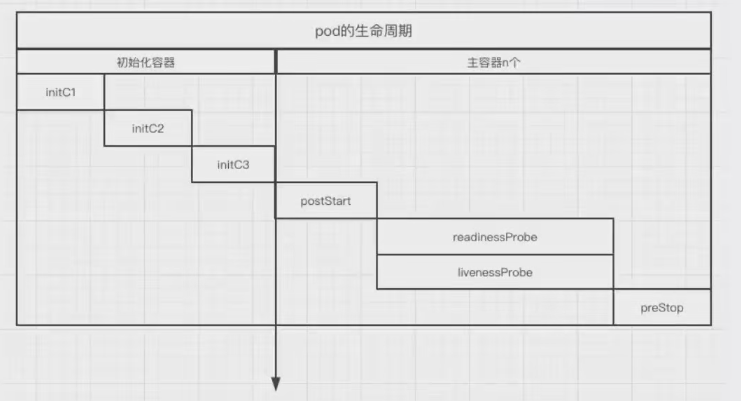 pod的生命周期
初始化容器
主容器n个
initC1
initC2
initC3
postStart
readinessProbe
livenessProbe
preStop